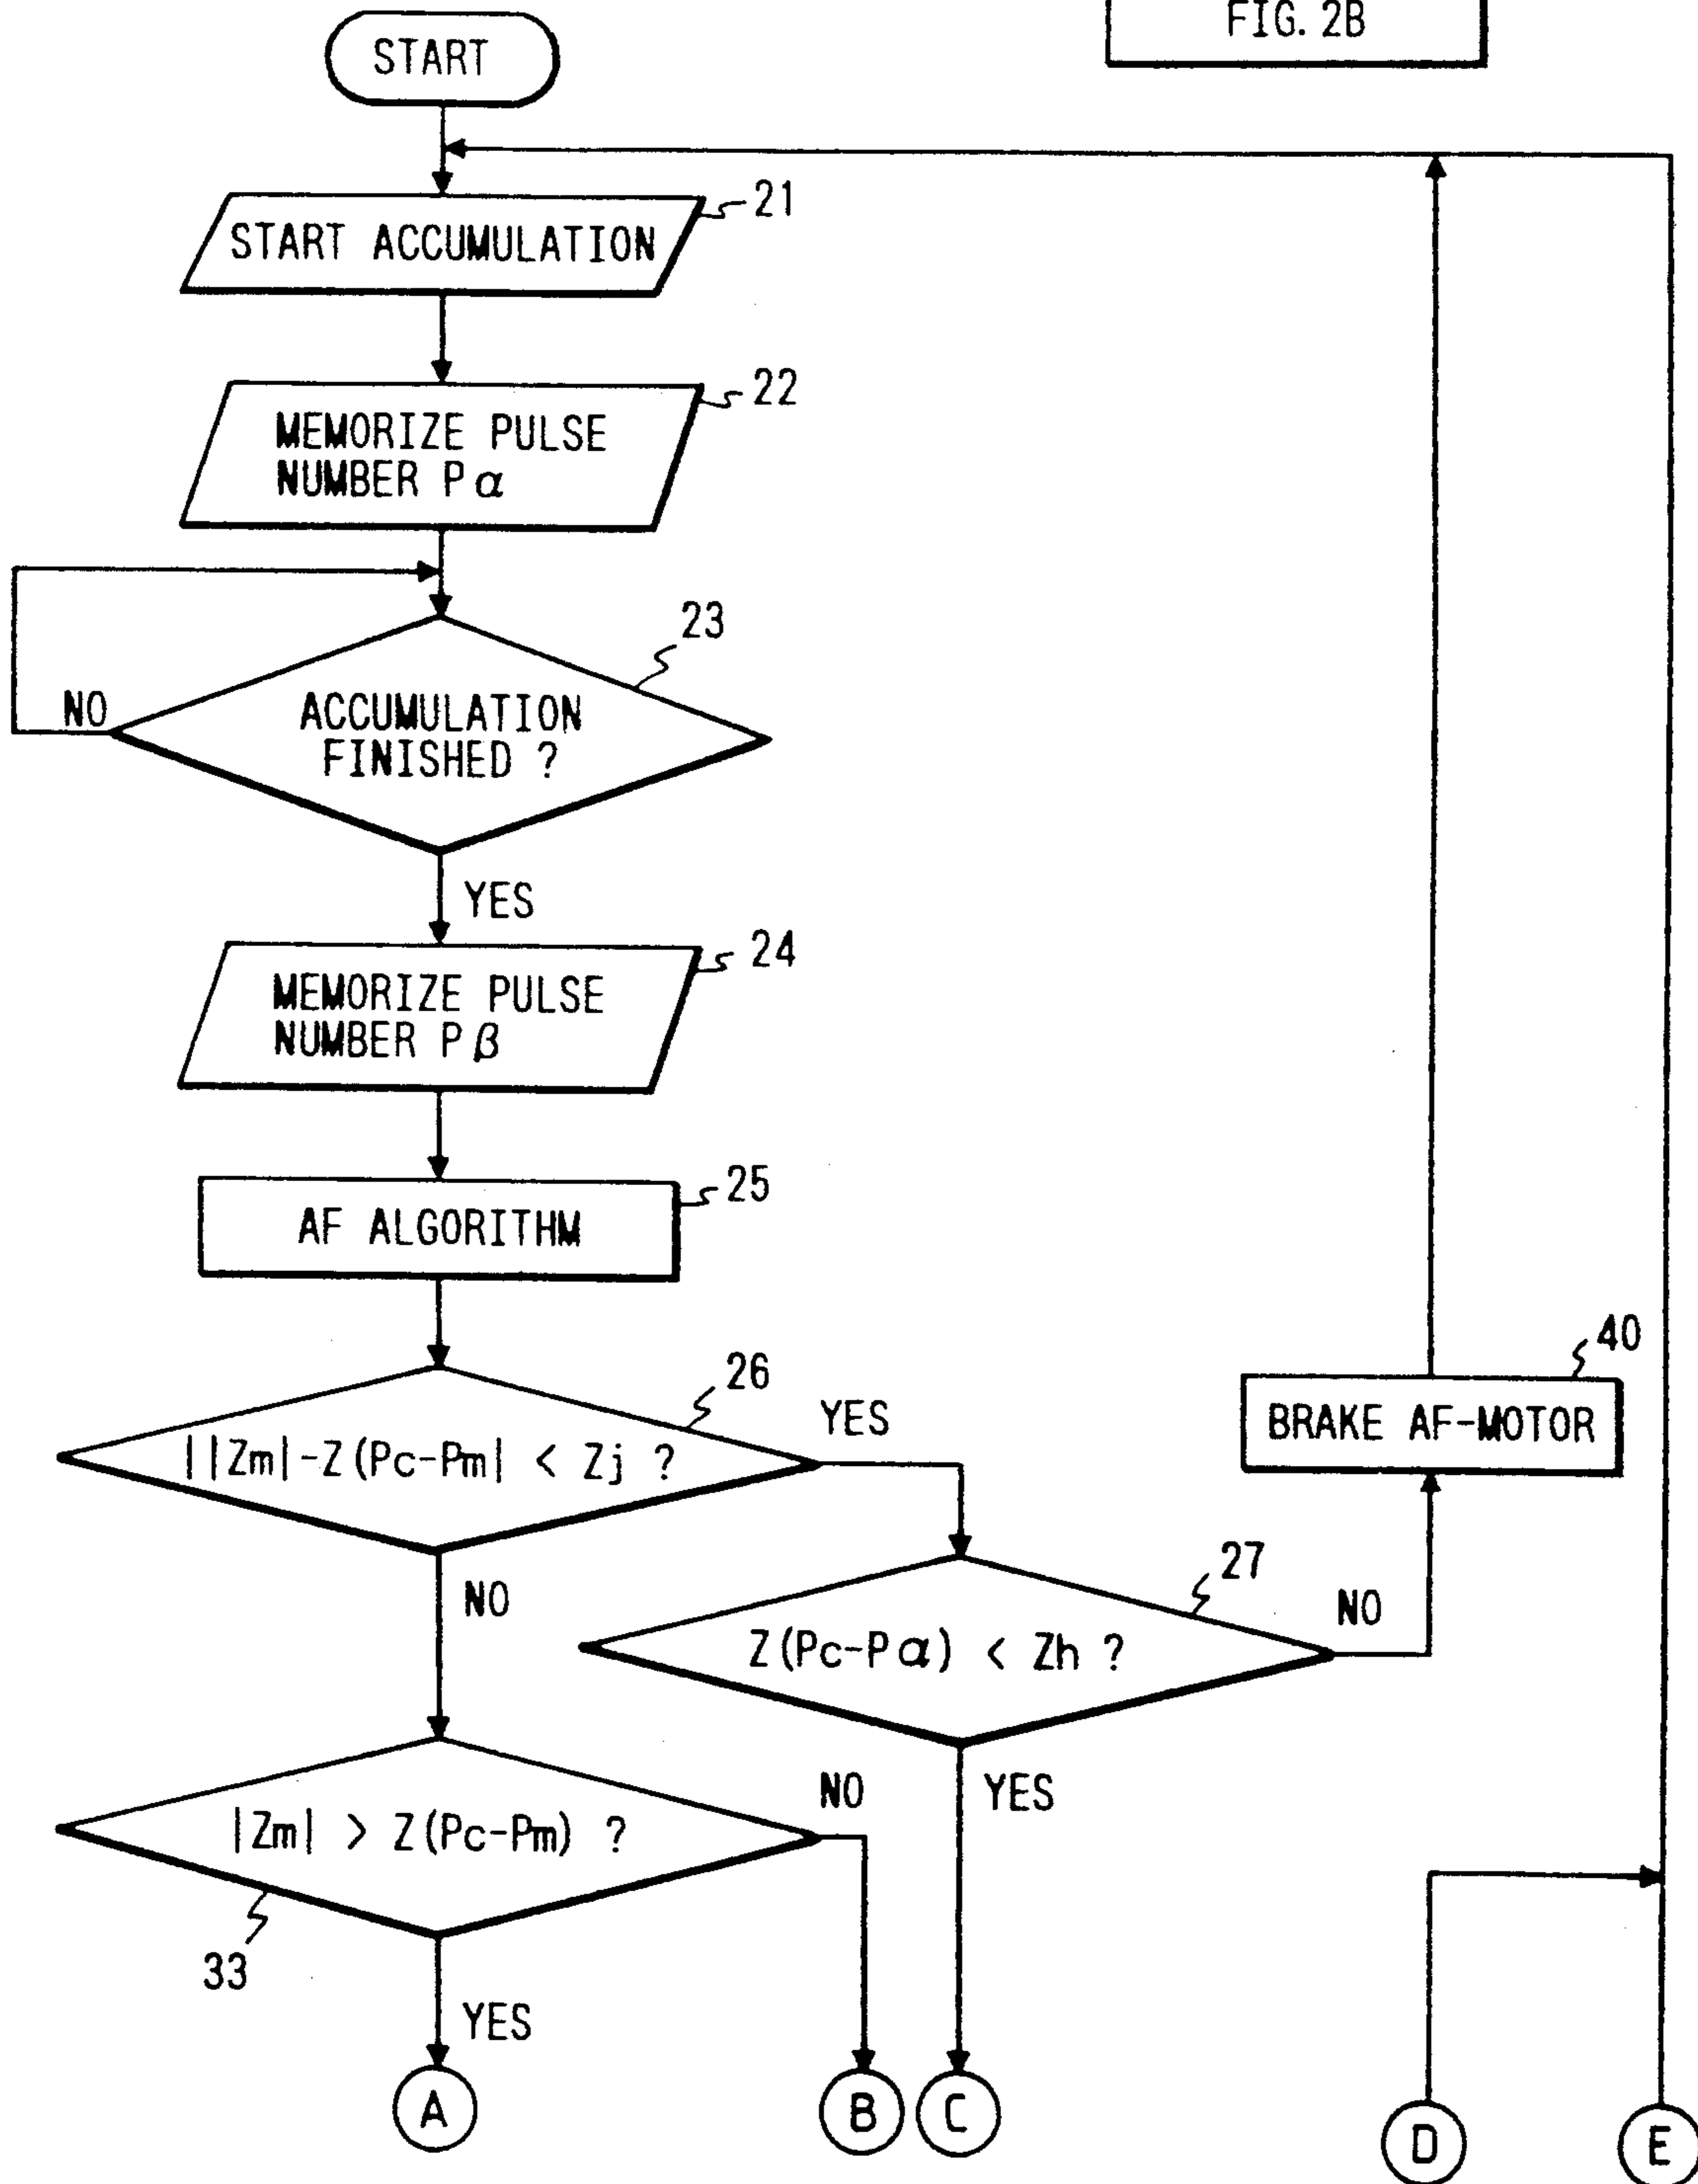 FIG. 2B
START
21
START ACCUMULATION
22
MEMORIZE PULSE
NUMBER Pα
23
NO
ACCUMULATION
FINISHED ?
YES
24
MEMORIZE PULSE
NUMBER Pβ
25
AF ALGORITHM
26
YES
||Zm|-Z(Pc-Pm| < Zj ?
40
BRAKE AF-MOTOR
NO
27
NO
Z(Pc-Pα) < Zh ?
NO
YES
|Zm| > Z(Pc-Pm) ?
33
YES
A
B
C
D
E